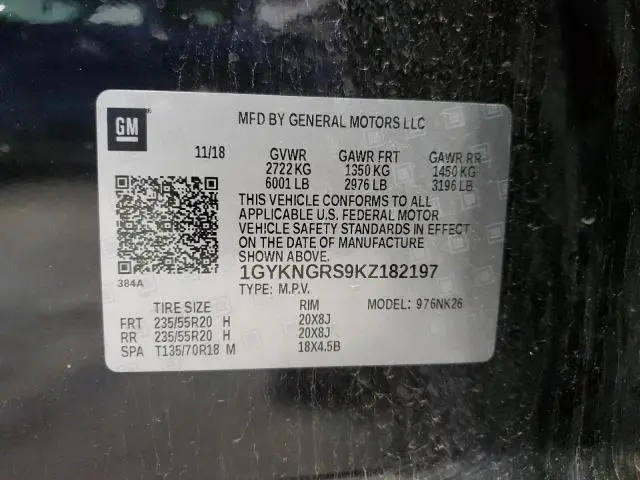 GM
MFD BY GENERAL MOTORS LLC
11/18 GVWR GAWR FRT GAWR RR
2722 KG 1350 KG 1450 KG
6001 LB 2976 LB 3196 LB
THIS VEHICLE CONFORMS TO ALL
APPLICABLE U.S. FEDERAL MOTOR
VEHICLE SAFETY STANDARDS IN EFFECT
ON THE DATE OF MANUFACTURE
SHOWN ABOVE.
1GYKNGRS9KZ182197
384A
TYPE: M.P.V. MODEL: 976NK26
TIRE SIZE RIM
FRT 235/55R20 H 20X8J
RR 235/55R20 H 20X8J
SPA T135/70R18 M 18X4.5B